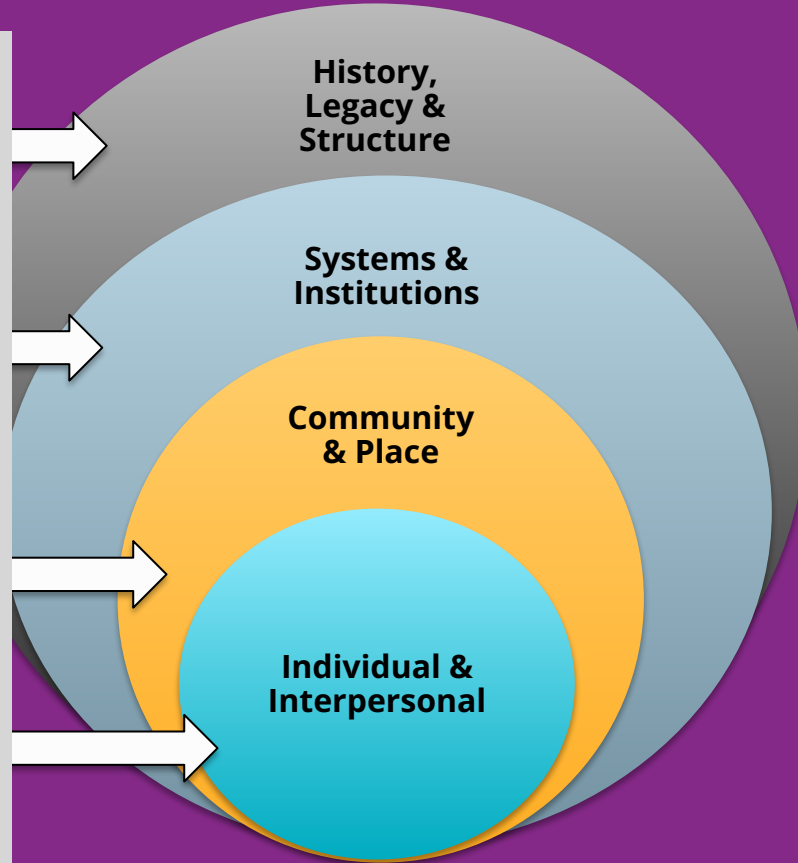 History,
Legacy &
Structure
Systems &
Institutions
Community
& Place
Individual &
Interpersonal